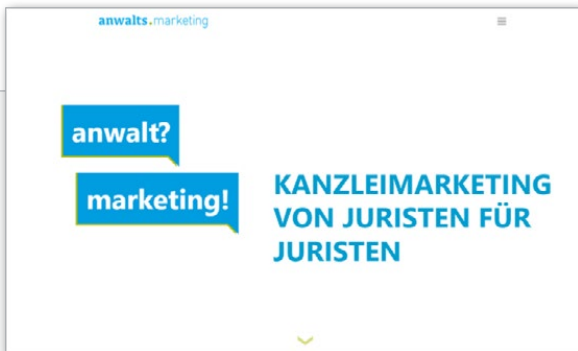 anwalts.marketing
anwalt?
marketing!
KANZLEIMARKETING
VON JURISTEN FÜR
JURISTEN